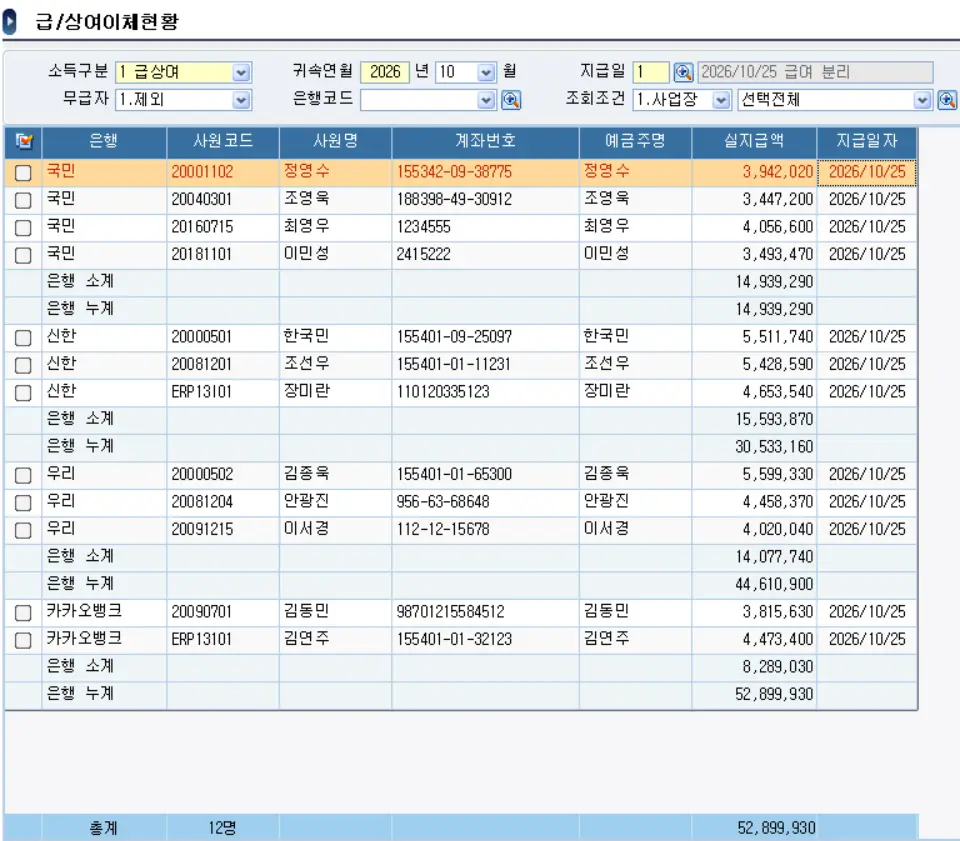 급/상여이체현황
소득구분 1 급상여 귀속연월 2026 년 10 월 지급일 1 2026/10/25 급여 분리
무급자 1.제외 은행코드 조회조건 1.사업장 선택전체
은행 사원코드 사원명 계좌번호 예금주명 실지급액 지급일자
국민 20001102 정영수 155342-09-38775 정영수 3,942,020 2026/10/25
국민 20040301 조영욱 188398-49-30912 조영욱 3,447,200 2026/10/25
국민 20160715 최영우 1234555 최영우 4,056,600 2026/10/25
국민 20181101 이민성 2415222 이민성 3,493,470 2026/10/25
은행 소계 14,939,290
은행 누계 14,939,290
신한 20000501 한국민 155401-09-25097 한국민 5,511,740 2026/10/25
신한 20081201 조선우 155401-01-11231 조선우 5,428,590 2026/10/25
신한 ERP13I01 장미란 110120335123 장미란 4,653,540 2026/10/25
은행 소계 15,593,870
은행 누계 30,533,160
우리 20000502 김종욱 155401-01-65300 김종욱 5,599,330 2026/10/25
우리 20081204 안광진 956-63-68648 안광진 4,458,370 2026/10/25
우리 20091215 이서경 112-12-15678 이서경 4,020,040 2026/10/25
은행 소계 14,077,740
은행 누계 44,610,900
카카오뱅크 20090701 김동민 98701215584512 김동민 3,815,630 2026/10/25
카카오뱅크 ERP13101 김연주 155401-01-32123 김연주 4,473,400 2026/10/25
은행 소계 8,289,030
은행 누계 52,899,930
총계 12명 52,899,930